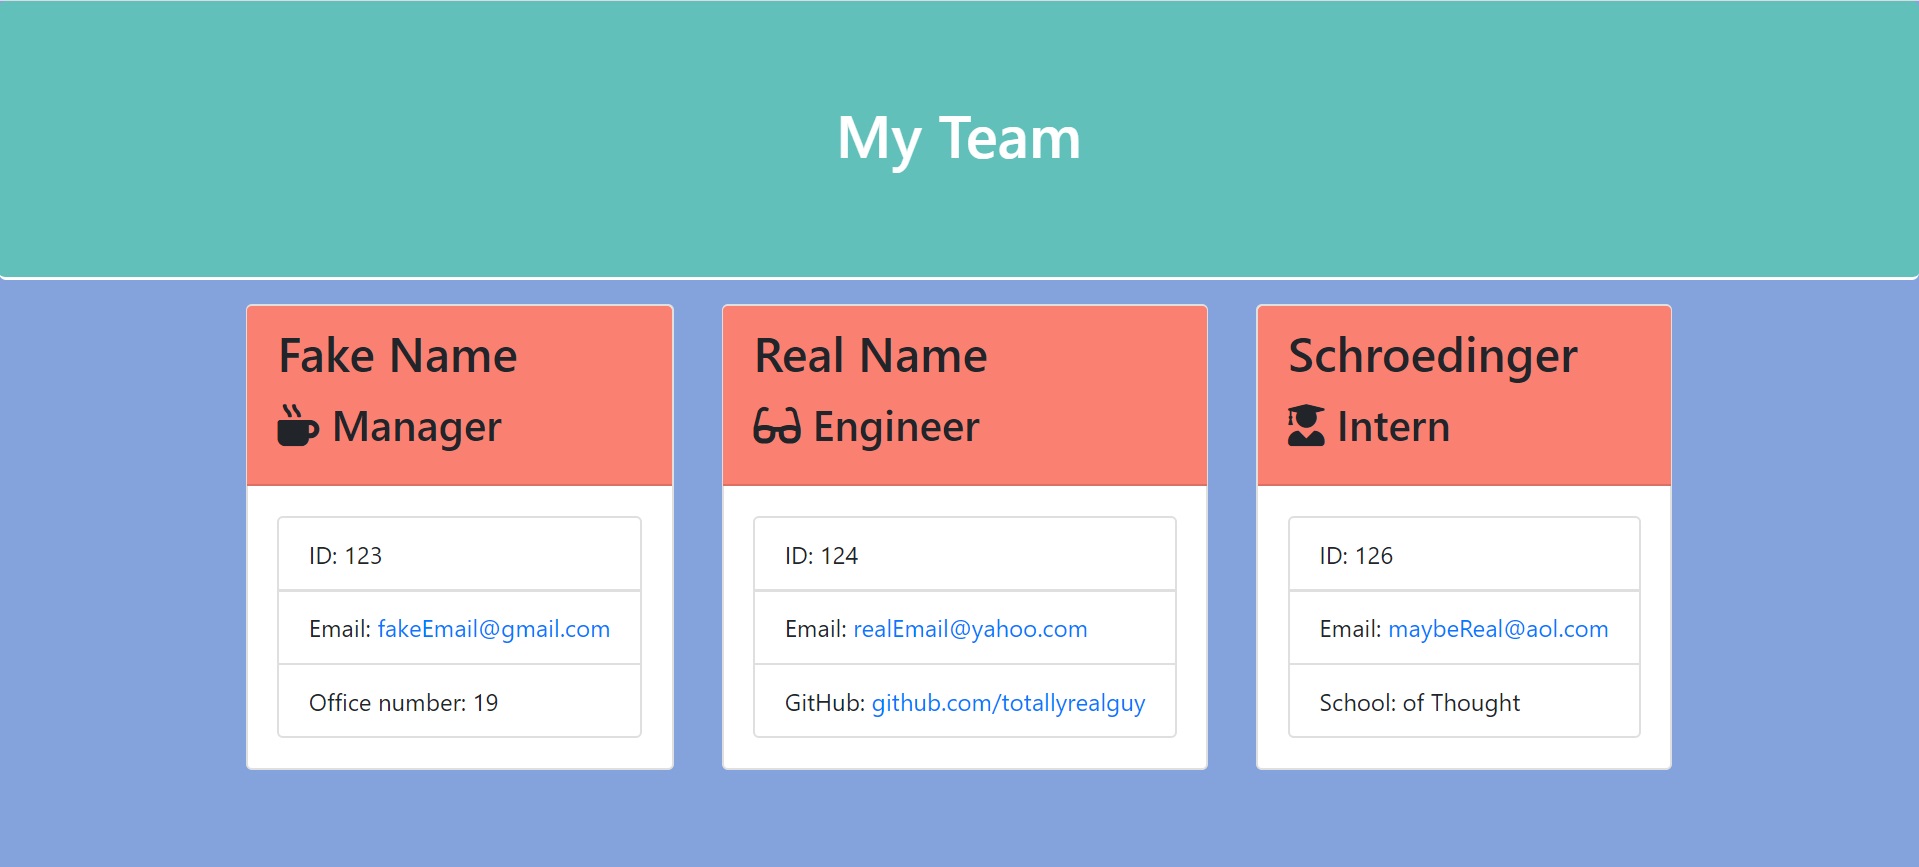 My Team
Fake Name
Manager
ID: 123
Email: fakeEmail@gmail.com
Office number: 19
Real Name
Engineer
ID: 124
Email: realEmail@yahoo.com
GitHub: github.com/totallyrealguy
Schroedinger
Intern
ID: 126
Email: maybeReal@aol.com
School: of Thought